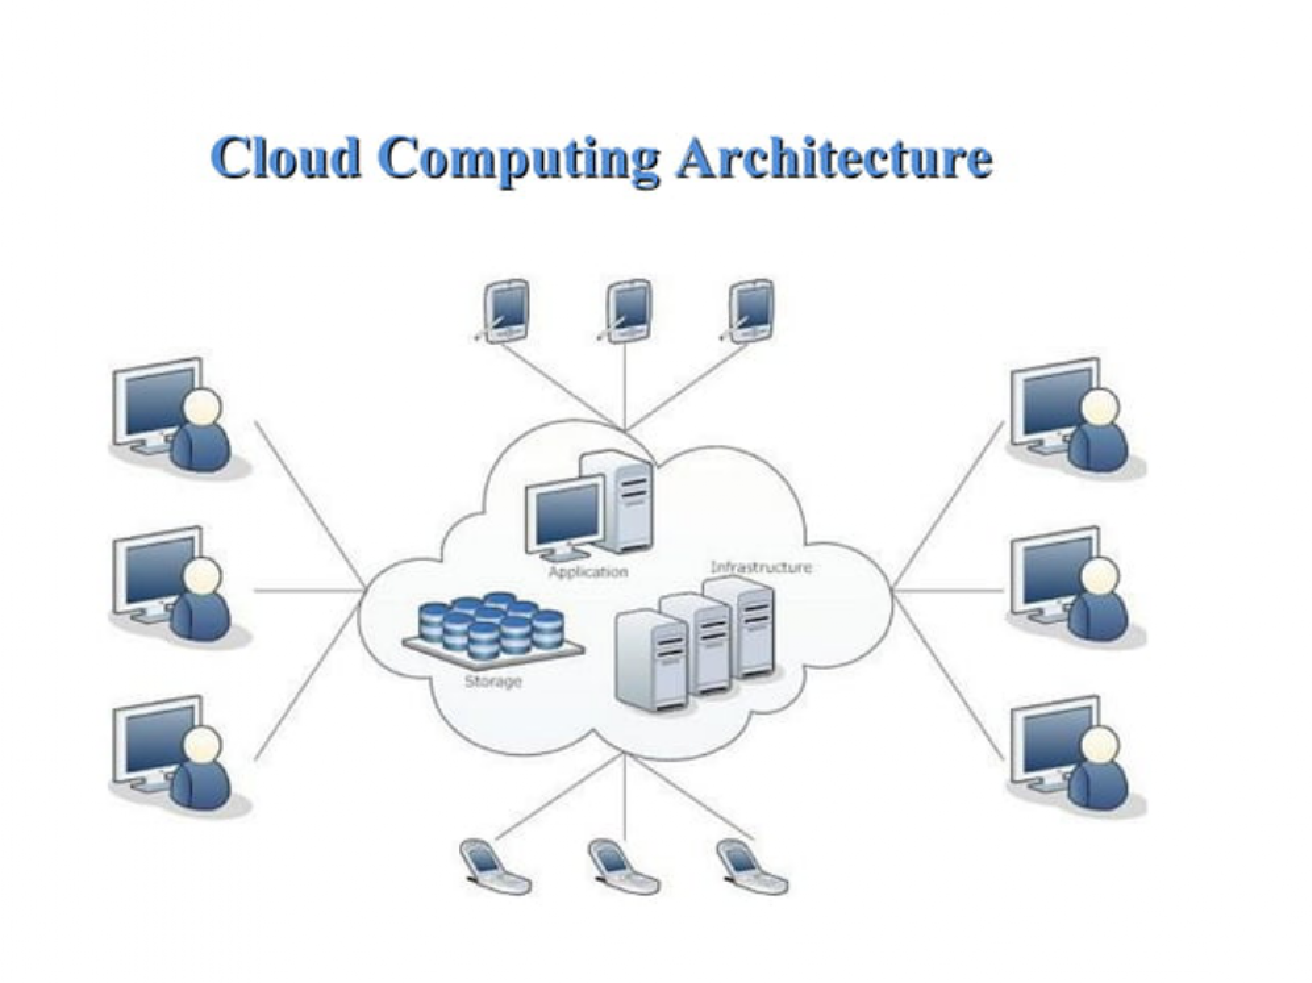 Cloud Computing Architecture
Application
Infrastructure
Storage